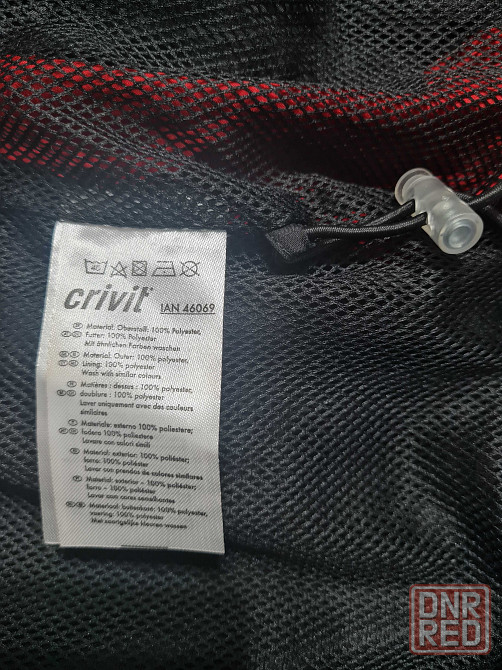 40
crivit
IAN 46069
Material: Oberstoff: 100% Polyester,
Futter: 100% Polyester
Mit ähnlichen Farben waschen
Material: Outer: 100% polyester,
Lining: 100% polyester
Wash with similar colours
Matières : dessus : 100% polyester,
doublure : 100% polyester
Laver uniquement avec des couleurs
similaires
Materiale: esterno 100% poliestere;
fodera 100% poliestere
Lavare con colori simili
Material: exterior: 100% poliéster;
forro: 100% poliéster
Lavar con prendas de colores similares
Material: exterior – 100% poliéster;
forro – 100% poliéster
Lavar com cores semelhantes
Materiaal: buitenkant: 100% polyester,
voering: 100% polyester
Met soortgelijke kleuren wassen
DNR
RED